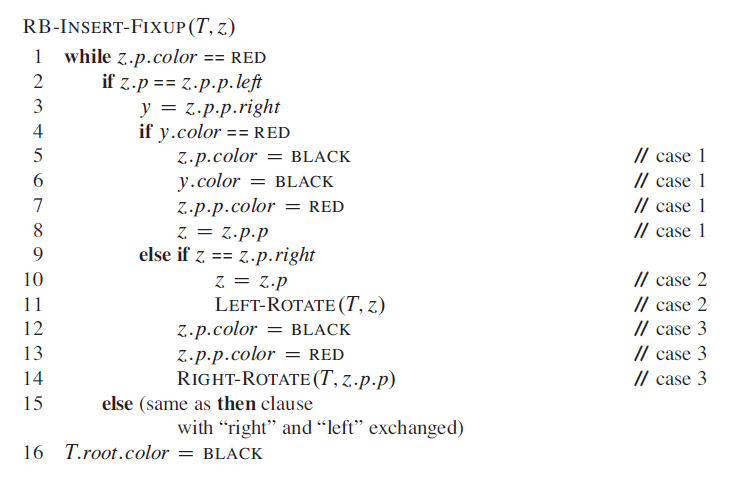 RB-INSERT-FIXUP(T, z)
1 while z.p.color == RED
2 if z.p == z.p.p.left
3 y = z.p.p.right
4 if y.color == RED
5 z.p.color = BLACK // case 1
6 y.color = BLACK // case 1
7 z.p.p.color = RED // case 1
8 z = z.p.p // case 1
9 else if z == z.p.right
10 z = z.p // case 2
11 LEFT-ROTATE(T, z) // case 2
12 z.p.color = BLACK // case 3
13 z.p.p.color = RED // case 3
14 RIGHT-ROTATE(T, z.p.p) // case 3
15 else (same as then clause
with “right” and “left” exchanged)
16 T.root.color = BLACK